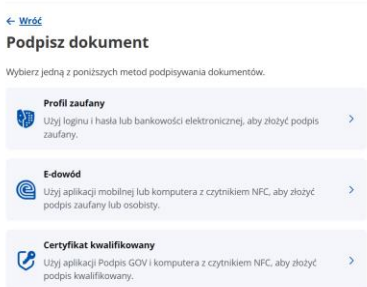 ← Wróć
Podpisz dokument
Wybierz jedną z poniższych metod podpisywania dokumentów.
Profil zaufany
Użyj loginu i hasła lub bankowości elektronicznej, aby złożyć podpis
zaufany.
E-dowód
Użyj aplikacji mobilnej lub komputera z czytnikiem NFC, aby złożyć
podpis zaufany lub osobisty.
Certyfikat kwalifikowany
Użyj aplikacji Podpis GOV i komputera z czytnikiem NFC, aby złożyć
podpis kwalifikowany.